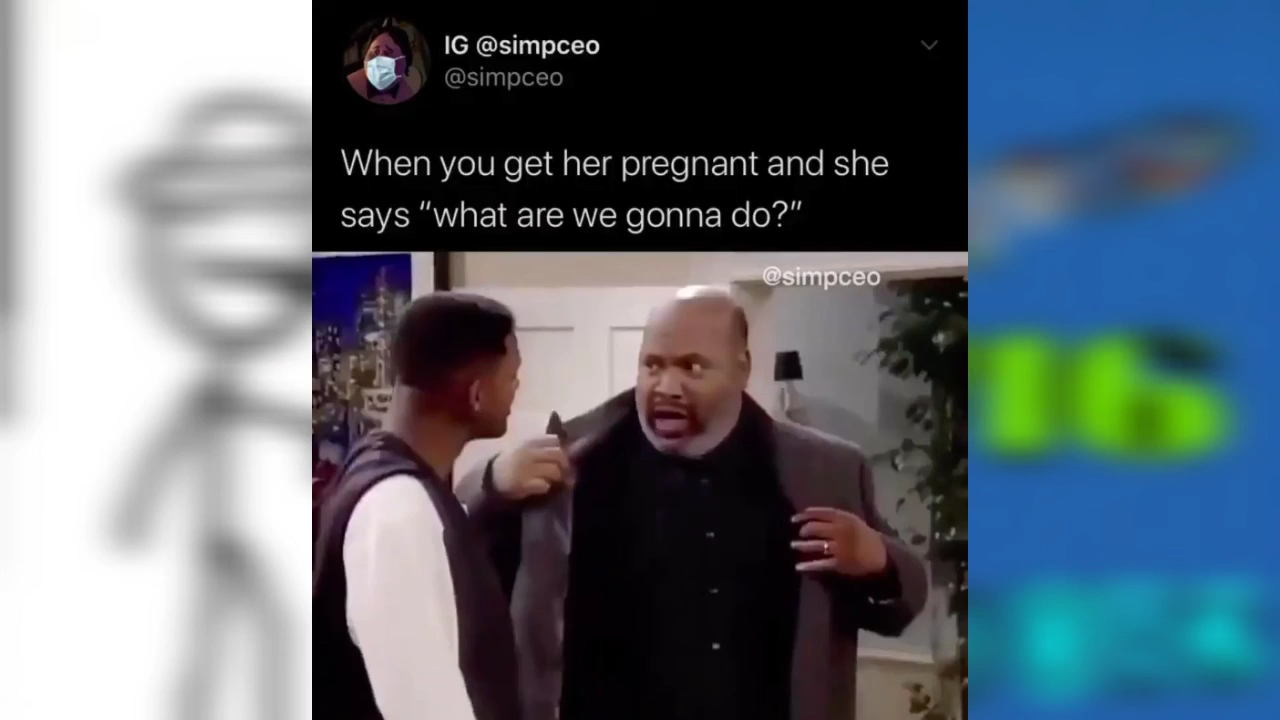 IG @simpceo
@simpceo
When you get her pregnant and she
says “what are we gonna do?”
@simpceo